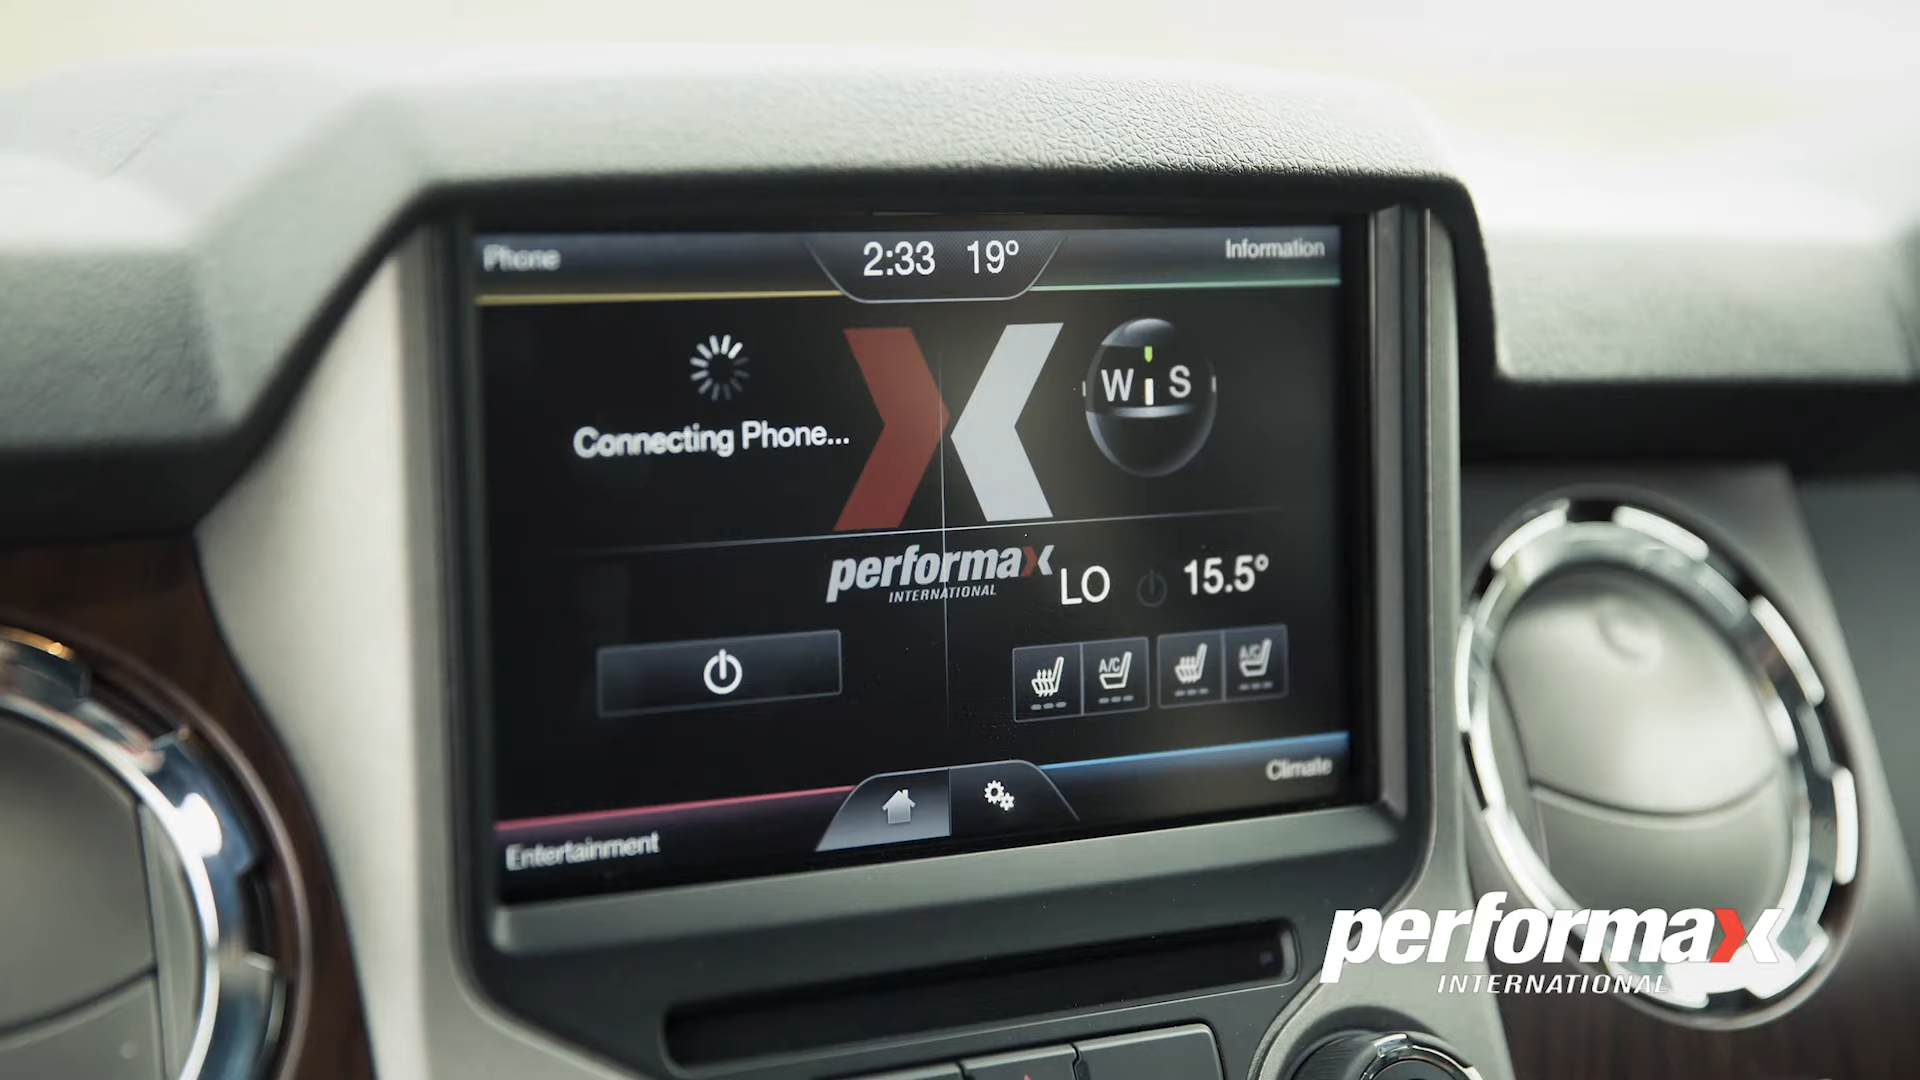 Phone
2:33 19°
Information
Connecting Phone...
W S
performax
INTERNATIONAL
LO
15.5°
A/C
A/C
Climate
Entertainment
performax
INTERNATIONAL